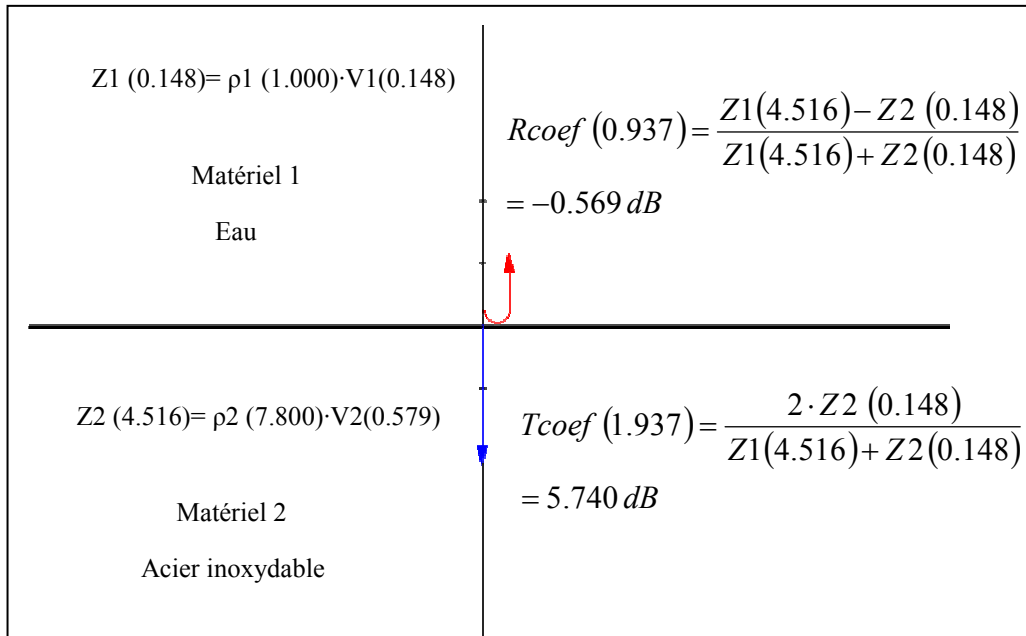 Z1 (0.148)= ρ1 (1.000)·V1(0.148)
Matériel 1
Eau
Rcoef (0.937) = Z1(4.516) − Z2 (0.148) / Z1(4.516) + Z2(0.148)
= −0.569 dB
Z2 (4.516)= ρ2 (7.800)·V2(0.579)
Matériel 2
Acier inoxydable
Tcoef (1.937) = 2 · Z2 (0.148) / Z1(4.516) + Z2(0.148)
= 5.740 dB